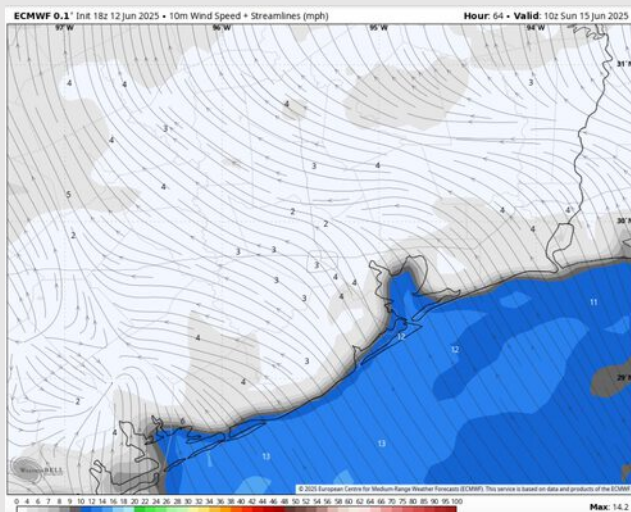 ECMWF 0.1° Init 18z 12 Jun 2025 • 10m Wind Speed + Streamlines (mph) Hour: 64 • Valid: 10z Sun 15 Jun 2025
97°W 96°W 95°W 94°W
31°N
4 4 3
4
4 3
3 4
4
5
2 4 4
2 4
2 30°N
3 3
3 4
3 4
3 4
11
4 12
12
3
4 29°N
2
4 13
13
WeatherBELL
© 2025 European Centre for Medium-Range Weather Forecasts (ECMWF). This service is based on data and products of the ECMWF
0 4 6 8 9 10 12 14 16 18 20 22 24 26 28 30 32 34 36 38 40 42 44 46 48 50 52 54 56 58 60 62 64 66 70 75 80 85 90 95 100
Max: 14.2